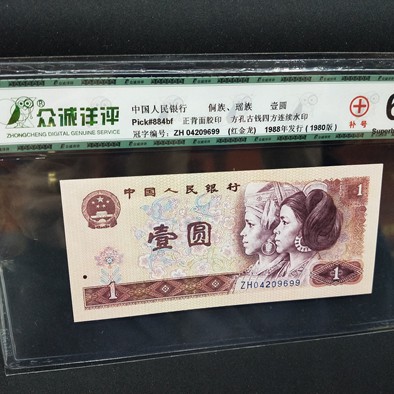 众诚详评
ZHONGCHENG DIGITAL GENUINE SERVICE
中国人民银行 侗族、瑶族 壹圆
Pick#884bf 正背面胶印 方孔古钱四方连续水印
冠字编号: ZH 04209699 (红金龙) 1988年发行 (1980版)
补号
6
中国人民银行
1
壹圆
1
1
ZH04209699